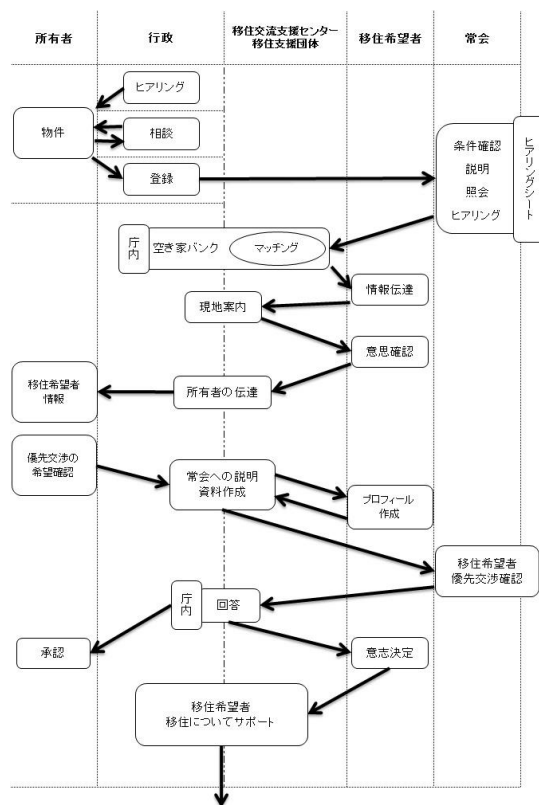 所有者
行政
移住交流支援センター
移住支援団体
移住希望者
常会
ヒアリング
物件
相談
登録
条件確認
説明
照会
ヒアリング
ヒアリングシート
庁内
空き家バンク
マッチング
情報伝達
現地案内
意思確認
移住希望者
情報
所有者の伝達
優先交渉の
希望確認
常会への説明
資料作成
プロフィール
作成
移住希望者
優先交渉確認
庁内
回答
承認
意志決定
移住希望者
移住についてサポート